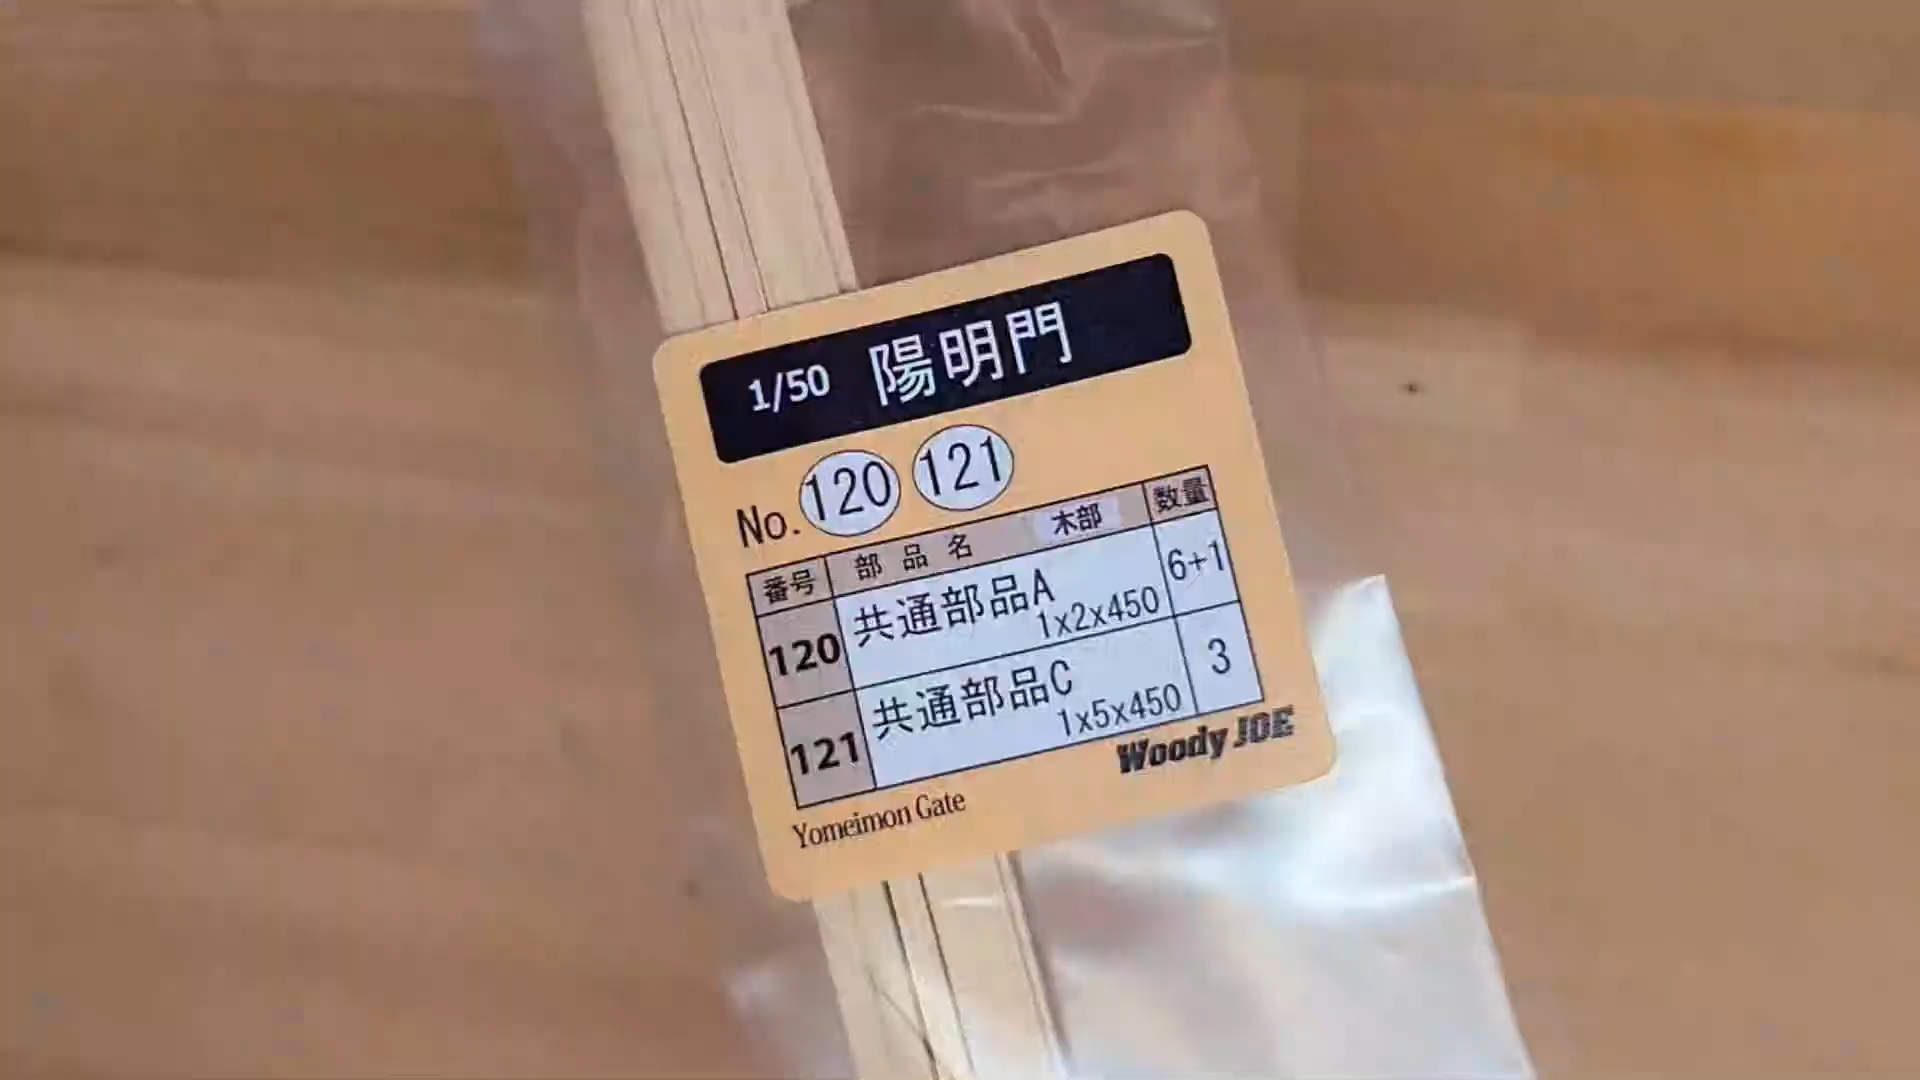 1/50 陽明門
No. 120 121
番号 部品名 木部 数量
120 共通部品A 1x2x450 6+1
121 共通部品C 1x5x450 3
Woody JOE
Yomeimon Gate